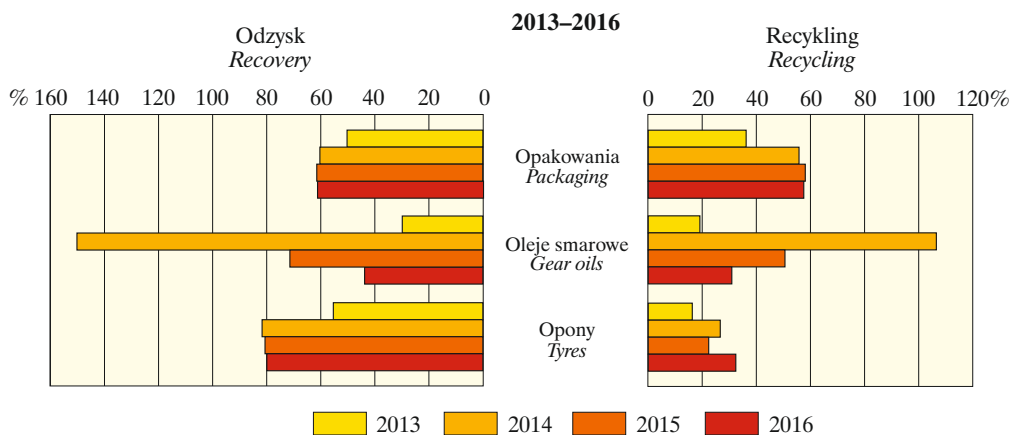 2013–2016
Odzysk
Recovery
Recykling
Recycling
% 160 140 120 100 80 60 40 20 0
0 20 40 60 80 100 120%
Opakowania
Packaging
Oleje smarowe
Gear oils
Opony
Tyres
2013 2014 2015 2016